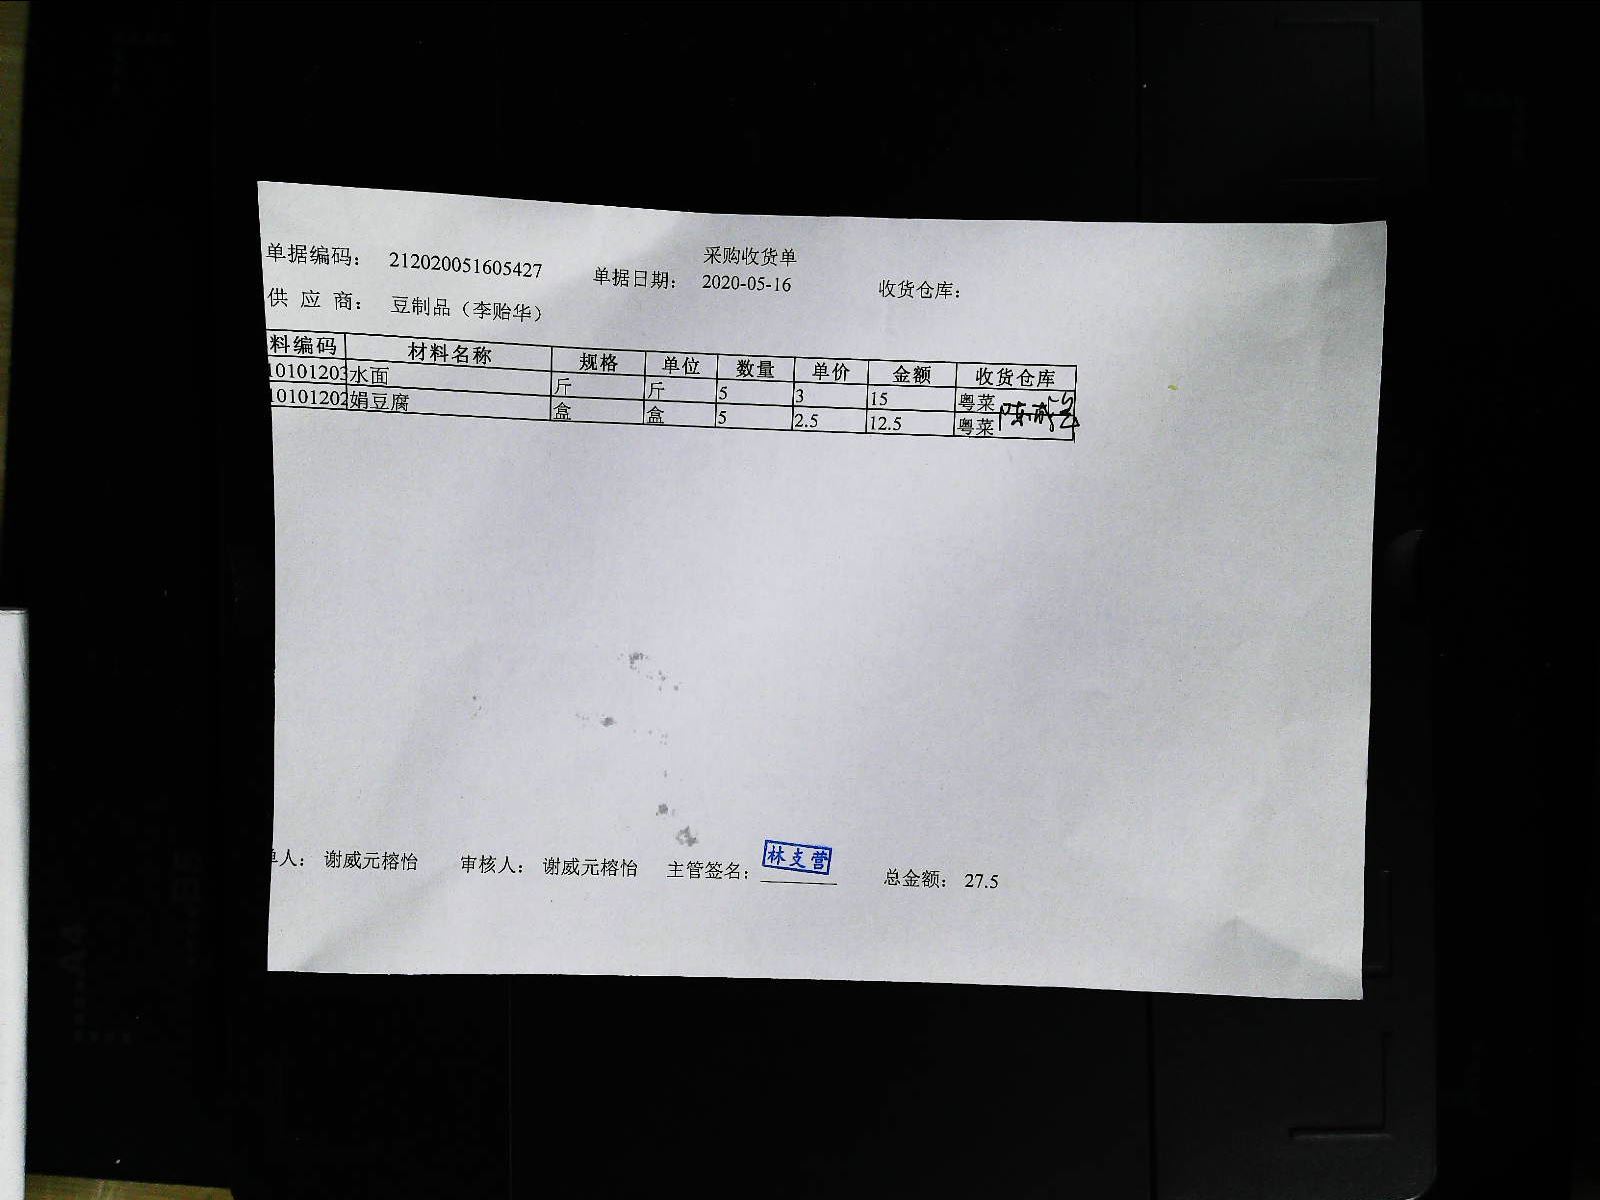 采购收货单
单据编码： 212020051605427 单据日期： 2020-05-16 收货仓库：
供 应 商： 豆制品（李贻华）
料编码 材料名称 规格 单位 数量 单价 金额 收货仓库
10101203 水面 斤 斤 5 3 15 粤菜
10101202 娟豆腐 盒 盒 5 2.5 12.5 粤菜
单人： 谢威元榕怡 审核人： 谢威元榕怡 主管签名： 林支营 总金额： 27.5